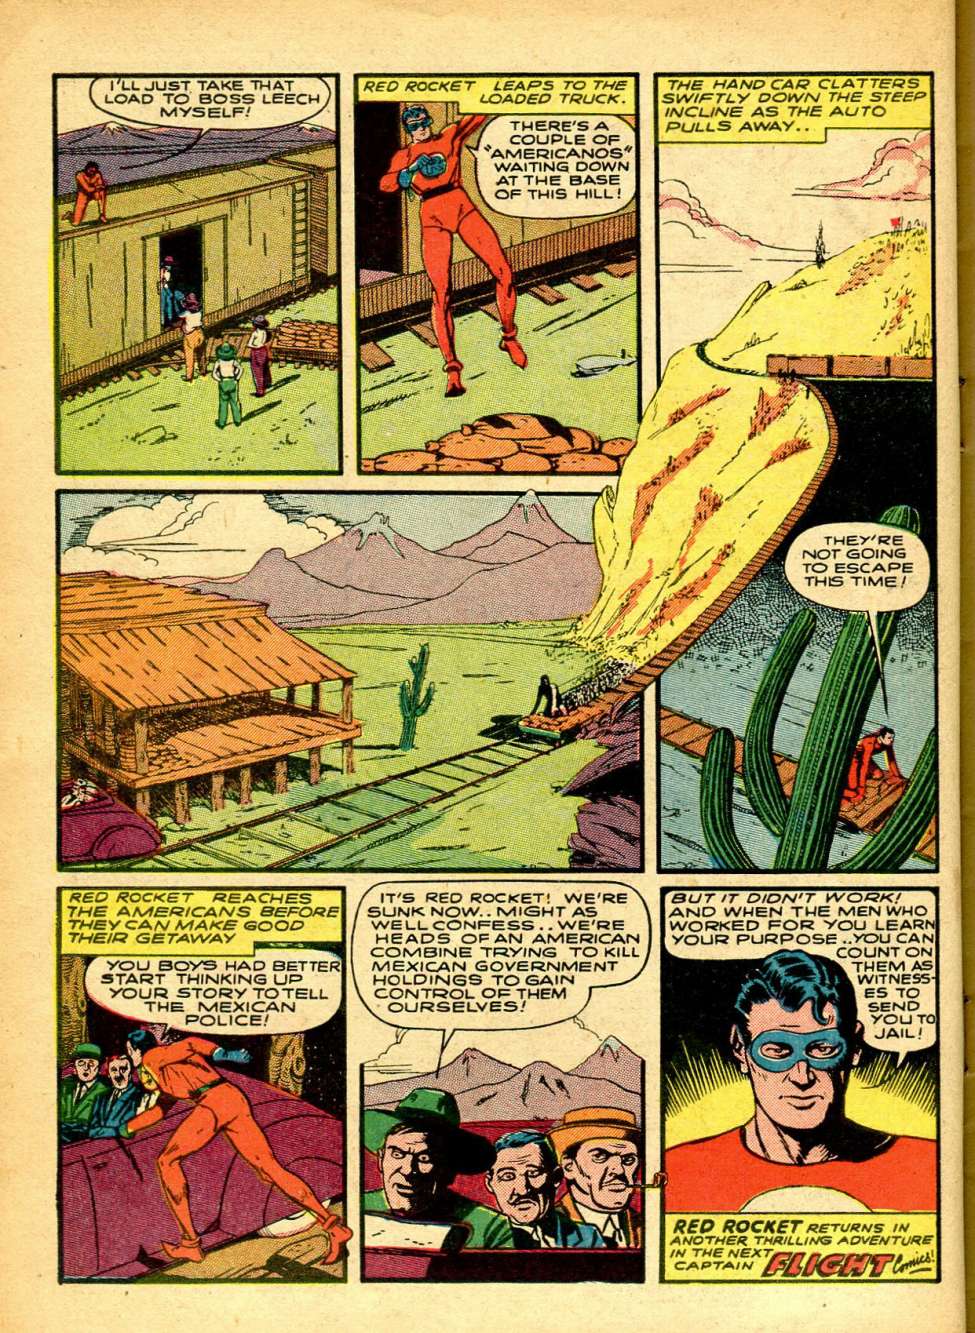 I'LL JUST TAKE THAT
LOAD TO BOSS LEECH
MYSELF!
RED ROCKET LEAPS TO THE
LOADED TRUCK.
THERE'S A
COUPLE OF
"AMERICANOS"
WAITING DOWN
AT THE BASE
OF THIS HILL!
THE HAND CAR CLATTERS
SWIFTLY DOWN THE STEEP
INCLINE AS THE AUTO
PULLS AWAY..
THEY'RE
NOT GOING
TO ESCAPE
THIS TIME!
RED ROCKET REACHES
THE AMERICANS BEFORE
THEY CAN MAKE GOOD
THEIR GETAWAY
YOU BOYS HAD BETTER
START THINKING UP
YOUR STORY TO TELL
THE MEXICAN
POLICE!
IT'S RED ROCKET! WE'RE
SUNK NOW.. MIGHT AS
WELL CONFESS.. WE'RE
HEADS OF AN AMERICAN
COMBINE TRYING TO KILL
MEXICAN GOVERNMENT
HOLDINGS TO GAIN
CONTROL OF THEM
OURSELVES!
BUT IT DIDN'T WORK!
AND WHEN THE MEN WHO
WORKED FOR YOU LEARN
YOUR PURPOSE..YOU CAN
COUNT ON
THEM AS
WITNESS-
ES TO
SEND
YOU TO
JAIL!
RED ROCKET RETURNS IN
ANOTHER THRILLING ADVENTURE
IN THE NEXT
CAPTAIN FLIGHT Comics!